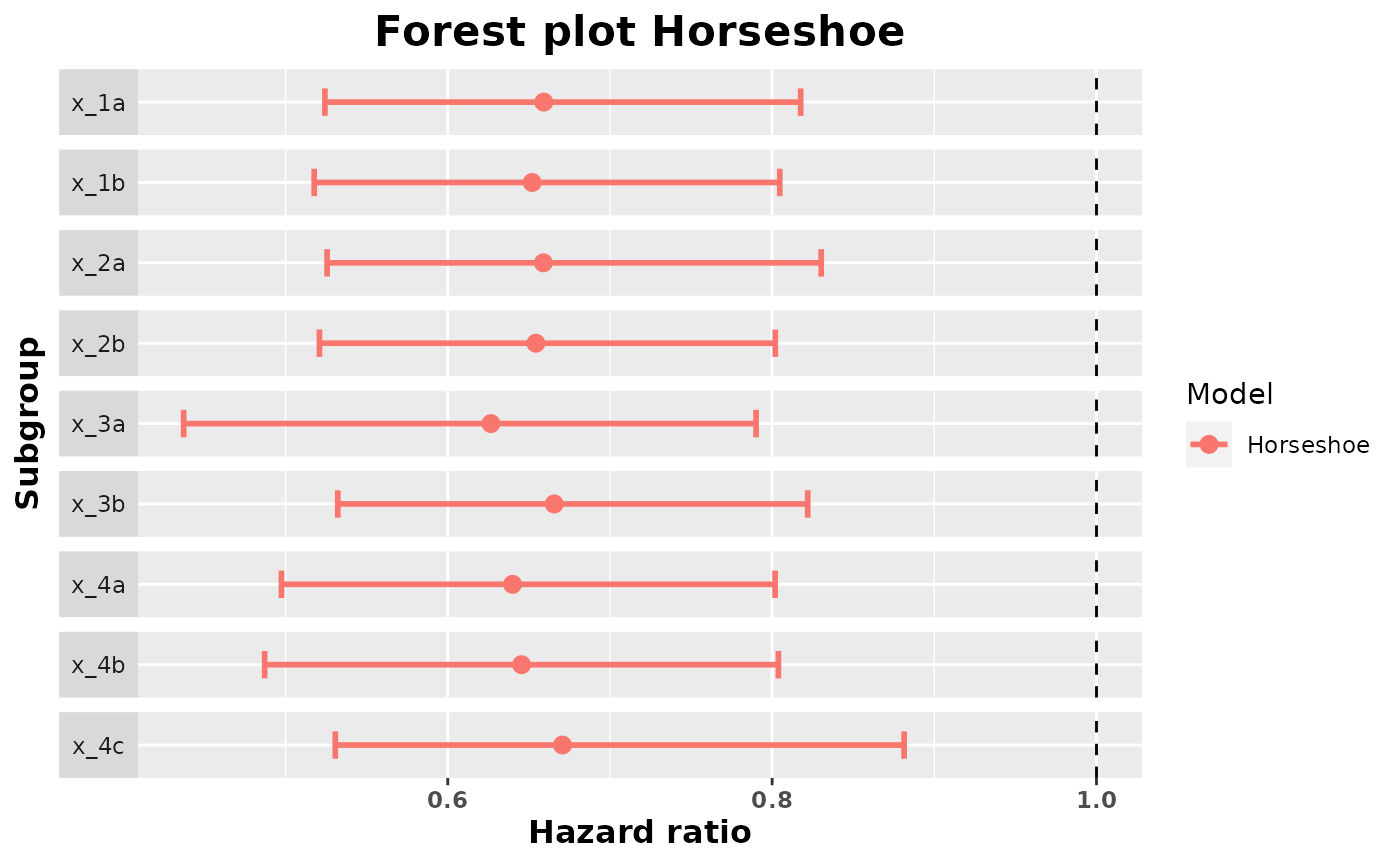 Forest plot Horseshoe
x_1a
x_1b
x_2a
x_2b
x_3a
x_3b
x_4a
x_4b
x_4c
Subgroup
0.6 0.8 1.0
Hazard ratio
Model
Horseshoe